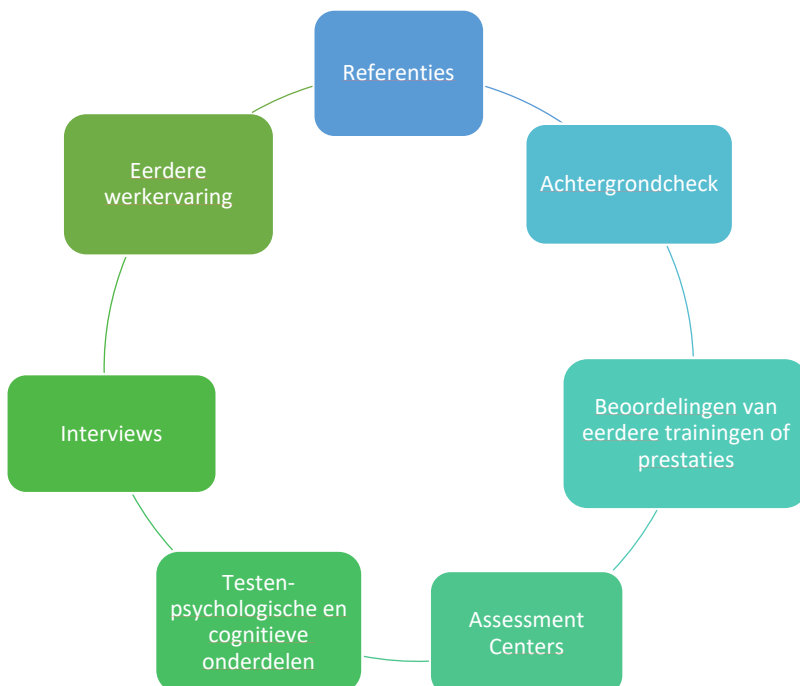 Referenties
Achtergrondcheck
Beoordelingen van
eerdere trainingen of
prestaties
Assessment
Centers
Testen-
psychologische en
cognitieve
onderdelen
Interviews
Eerdere
werkervaring